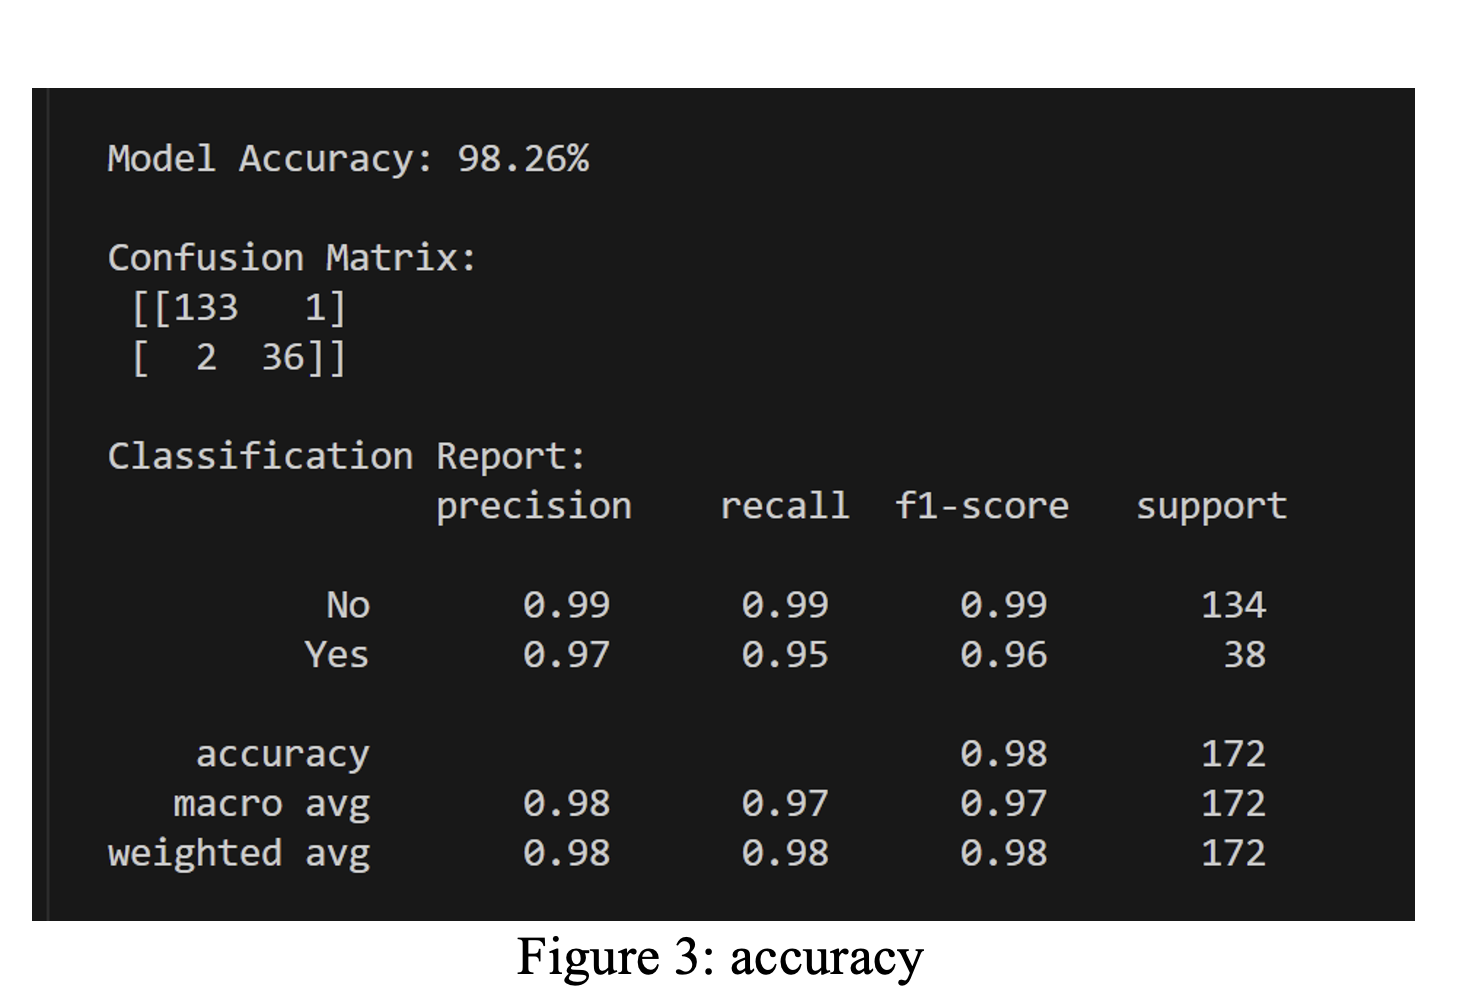 Model Accuracy: 98.26%
Confusion Matrix:
[[133   1]
[  2  36]]
Classification Report:
precision    recall  f1-score   support
No       0.99      0.99      0.99       134
Yes       0.97      0.95      0.96        38
accuracy                           0.98       172
macro avg       0.98      0.97      0.97       172
weighted avg       0.98      0.98      0.98       172
Figure 3: accuracy